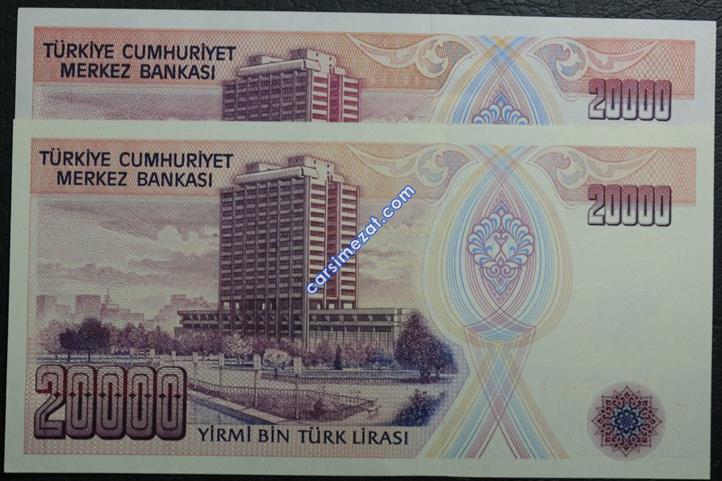 TÜRKİYE CUMHURİYET
MERKEZ BANKASI
20000
TÜRKİYE CUMHURİYET
MERKEZ BANKASI
20000
carsimezat.com
20000
YİRMİ BİN TÜRK LİRASI